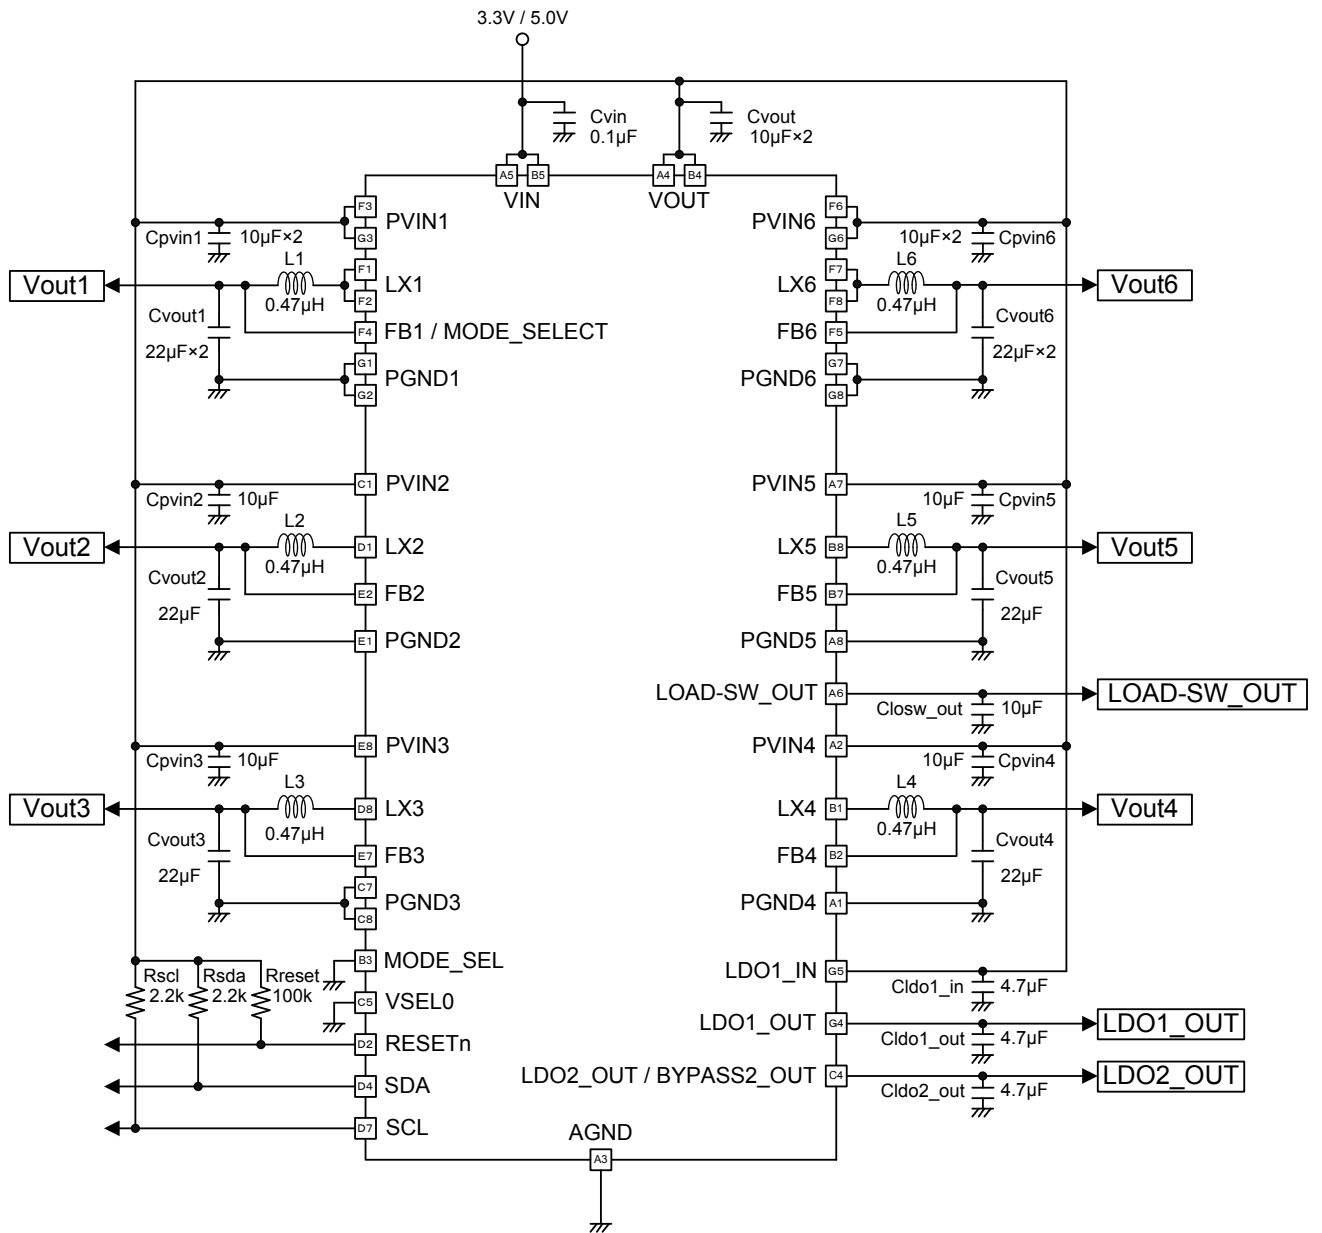 3.3V / 5.0V
Cvin
0.1µF
Cvout
10µF×2
A5 B5
A4 B4
VIN
VOUT
F3
PVIN1
G3
Cpvin1 10µF×2
L1
F1
LX1
F2
Vout1
0.47µH
Cvout1
22µF×2
F4 FB1 / MODE_SELECT
G1
PGND1
G2
C1 PVIN2
Cpvin2 10µF
L2
D1 LX2
Vout2
0.47µH
Cvout2
22µF
E2 FB2
E1 PGND2
E8 PVIN3
Cpvin3 10µF
L3
D8 LX3
Vout3
0.47µH
Cvout3
22µF
E7 FB3
C7
PGND3
C8
B3 MODE_SEL
Rscl
2.2k
Rsda
2.2k
Rreset
100k
C5 VSEL0
D2 RESETn
D4 SDA
D7 SCL
F6
PVIN6
G6
10µF×2 Cpvin6
L6
F7
LX6
F8
0.47µH
Vout6
Cvout6
22µF×2
FB6 F5
G7
PGND6
G8
PVIN5 A7
10µF Cpvin5
L5
LX5 B8
0.47µH
Vout5
Cvout5
22µF
FB5 B7
PGND5 A8
LOAD-SW_OUT A6
LOAD-SW_OUT
Closw_out 10µF
PVIN4 A2
10µF Cpvin4
L4
LX4 B1
0.47µH
Vout4
Cvout4
22µF
FB4 B2
PGND4 A1
LDO1_IN G5
Cldo1_in 4.7µF
LDO1_OUT G4
LDO1_OUT
Cldo1_out 4.7µF
LDO2_OUT / BYPASS2_OUT C4
LDO2_OUT
Cldo2_out 4.7µF
AGND
A3